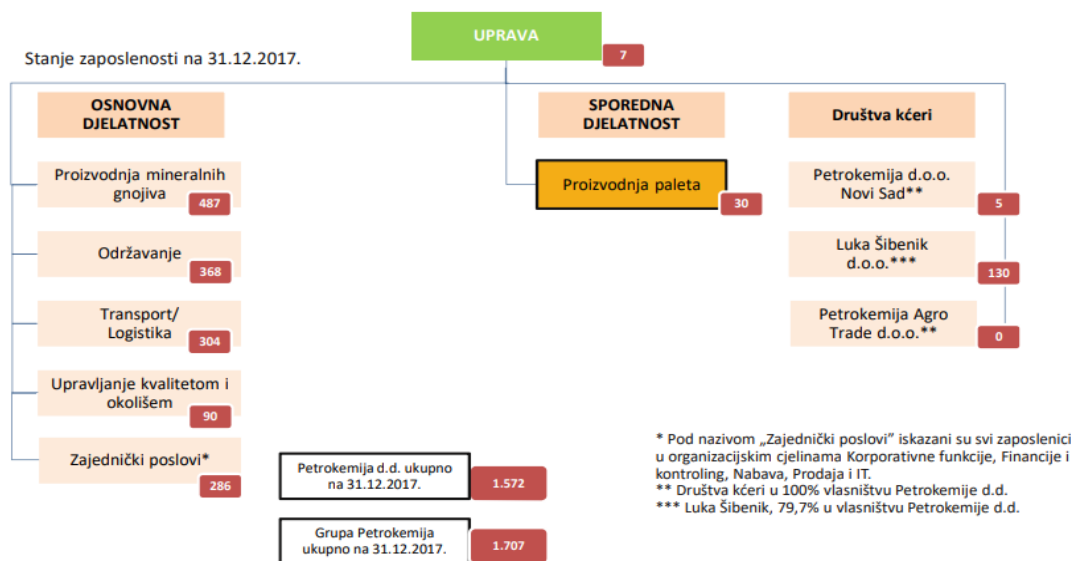 UPRAVA
7
Stanje zaposlenosti na 31.12.2017.
OSNOVNA
DJELATNOST
Proizvodnja mineralnih
gnojiva
487
Održavanje
368
Transport/
Logistika
304
Upravljanje kvalitetom i
okolišem
90
Zajednički poslovi*
286
SPOREDNA
DJELATNOST
Proizvodnja paleta
30
Društva kćeri
Petrokemija d.o.o.
Novi Sad**
5
Luka Šibenik
d.o.o.***
130
Petrokemija Agro
Trade d.o.o.**
0
Petrokemija d.d. ukupno
na 31.12.2017.
1.572
Grupa Petrokemija
ukupno na 31.12.2017.
1.707
* Pod nazivom „Zajednički poslovi” iskazani su svi zaposlenici
u organizacijskim cjelinama Korporativne funkcije, Financije i
kontroling, Nabava, Prodaja i IT.
** Društva kćeri u 100% vlasništvu Petrokemije d.d.
*** Luka Šibenik, 79,7% u vlasništvu Petrokemije d.d.